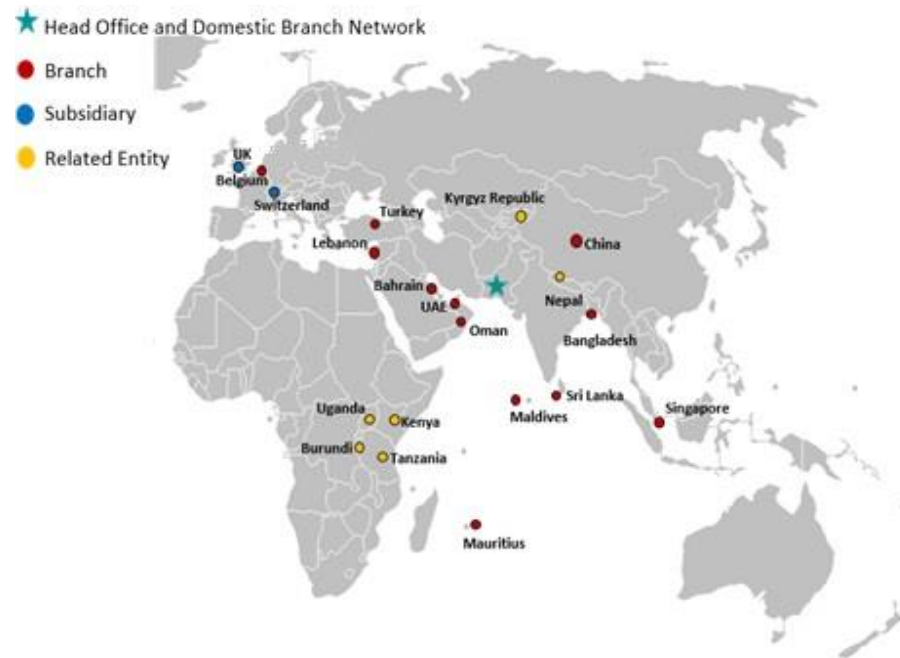 Head Office and Domestic Branch Network
Branch
Subsidiary
Related Entity
UK
Belgium
Switzerland
Kyrgyz Republic
Turkey
Lebanon
China
Bahrain
UAE
Nepal
Oman
Bangladesh
Sri Lanka
Maldives
Singapore
Uganda
Kenya
Burundi
Tanzania
Mauritius